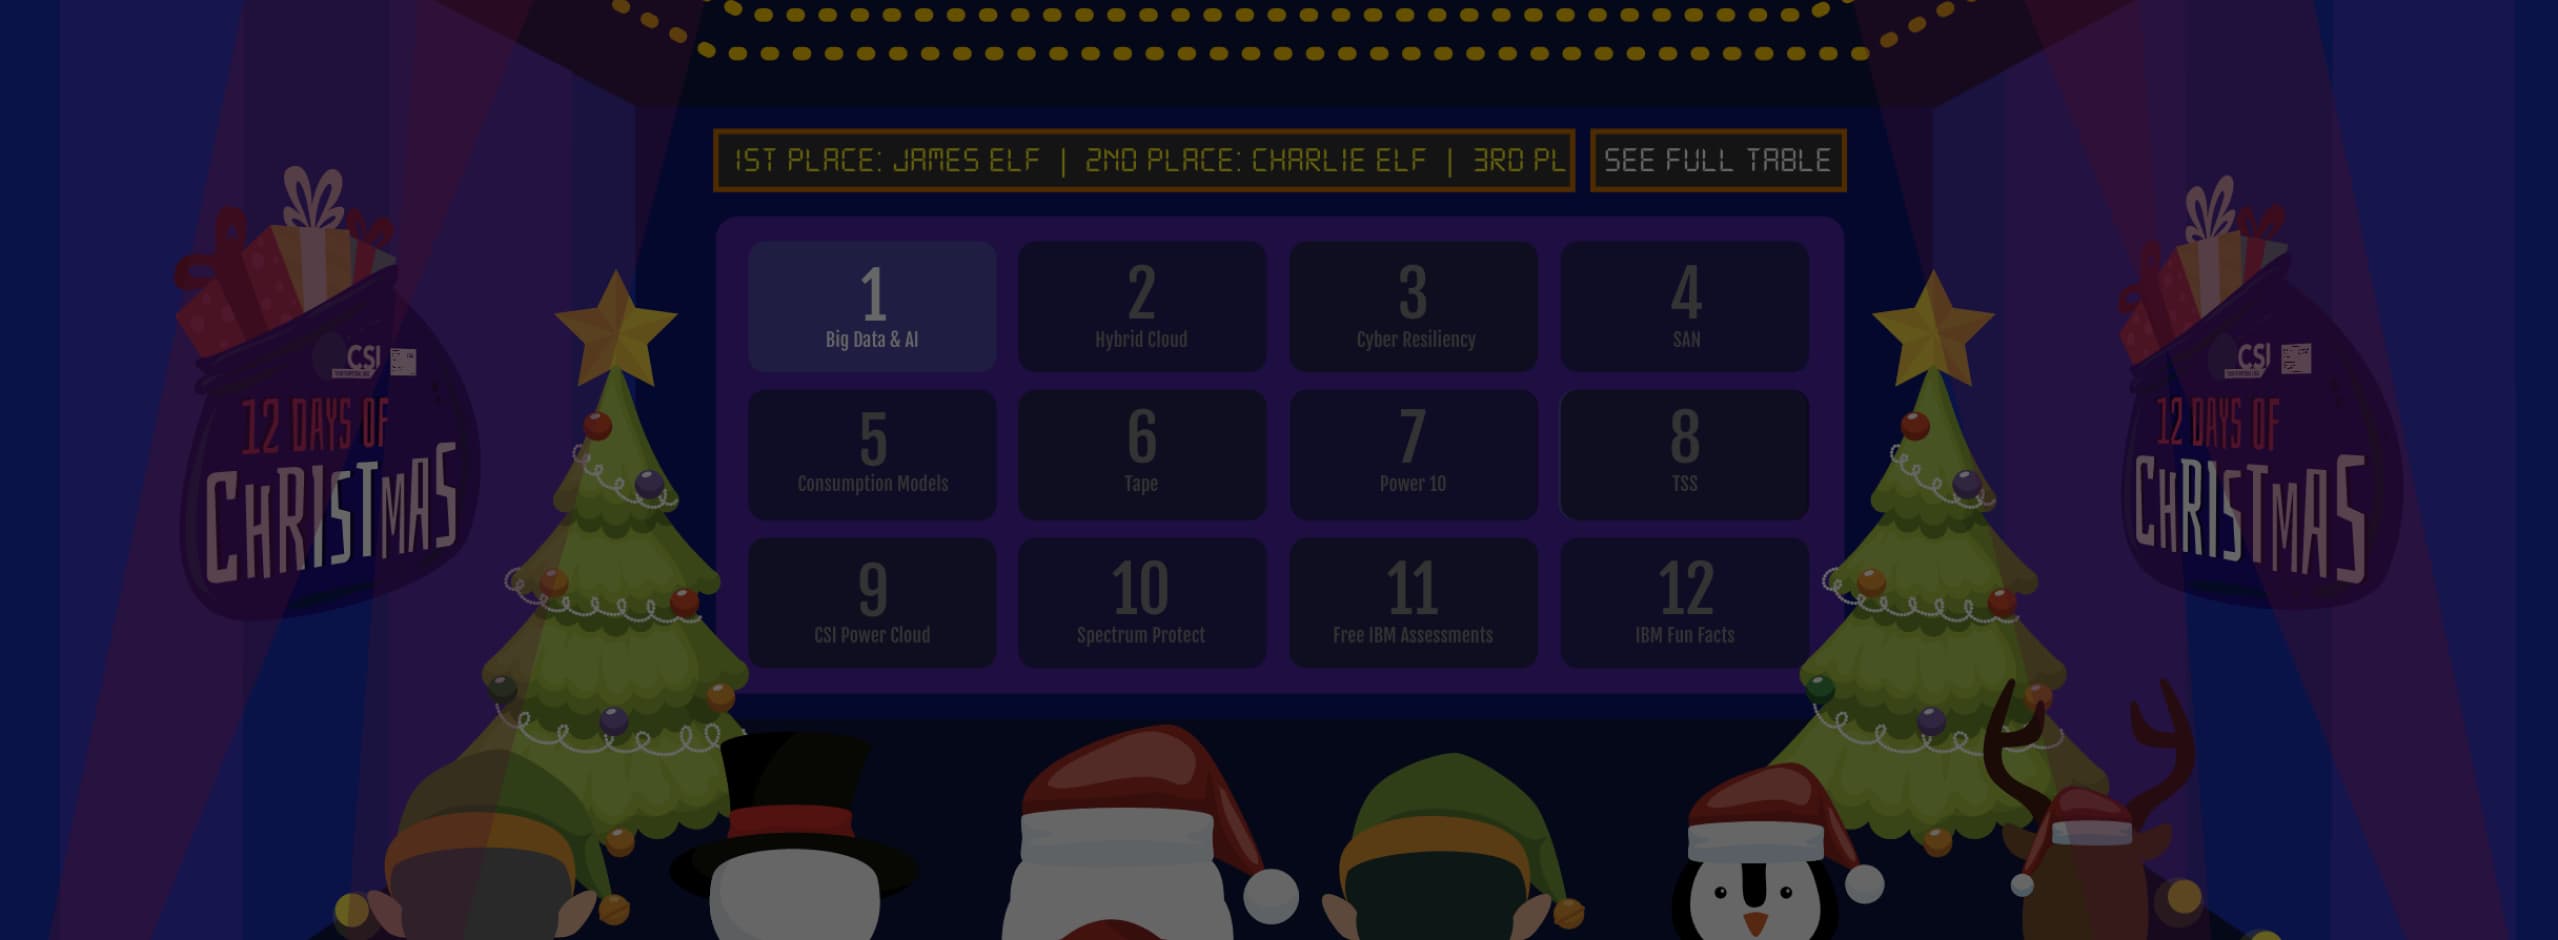 1ST PLACE: JAMES ELF | 2ND PLACE: CHARLIE ELF | 3RD PL
SEE FULL TABLE
1
Big Data & AI
2
Hybrid Cloud
3
Cyber Resiliency
4
SAN
5
Consumption Models
6
Tape
7
Power 10
8
TSS
9
CSI Power Cloud
10
Spectrum Protect
11
Free IBM Assessments
12
IBM Fun Facts
CSI
12 DAYS OF
CHRISTMAS
CSI
12 DAYS OF
CHRISTMAS